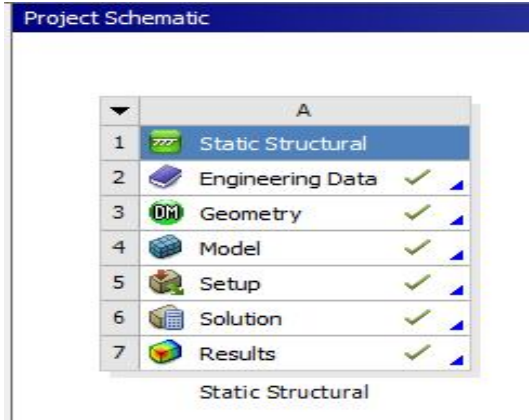 Project Schematic
A
1 Static Structural
2 Engineering Data
3 DM Geometry
4 Model
5 Setup
6 Solution
7 Results
Static Structural